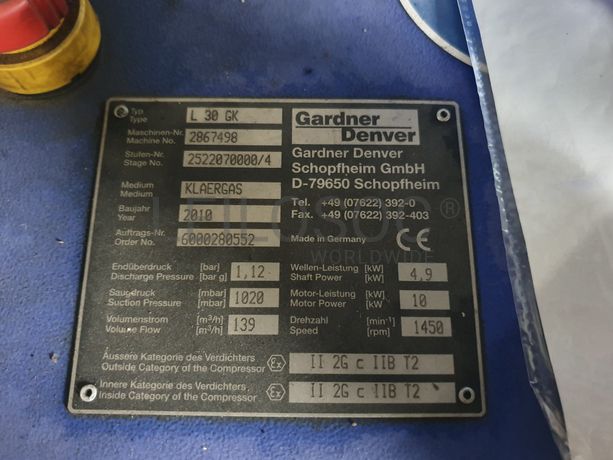 Typ
Type
L 30 GK
Maschinen-Nr.
Machine No.
2867498
Stufen-Nr.
Stage No.
2522070000/4
Medium
Medium
KLAERGAS
Baujahr
Year
2010
Auftrags-Nr.
Order No.
6000280552
Gardner
Denver
Gardner Denver
Schopfheim GmbH
D-79650 Schopfheim
Tel. +49 (07622) 392-0
Fax. +49 (07622) 392-403
Made in Germany CE
Endüberdruck [bar]
Discharge Pressure [bar g]
1,12
Wellen-Leistung [kW]
Shaft Power [kW]
4,9
Saugdruck [mbar]
Suction Pressure [mbar]
1020
Motor-Leistung [kW]
Motor Power [kW]
10
Volumenstrom [m³/h]
Volume Flow [m³/h]
139
Drehzahl [min⁻¹]
Speed [rpm]
1450
Äussere Kategorie des Verdichters
Outside Category of the Compressor
Ex II 2G c IIB T2
Innere Kategorie des Verdichters,
Inside Category of the Compressor
Ex II 2G c IIB T2
LEILOSOC®
WORLDWIDE